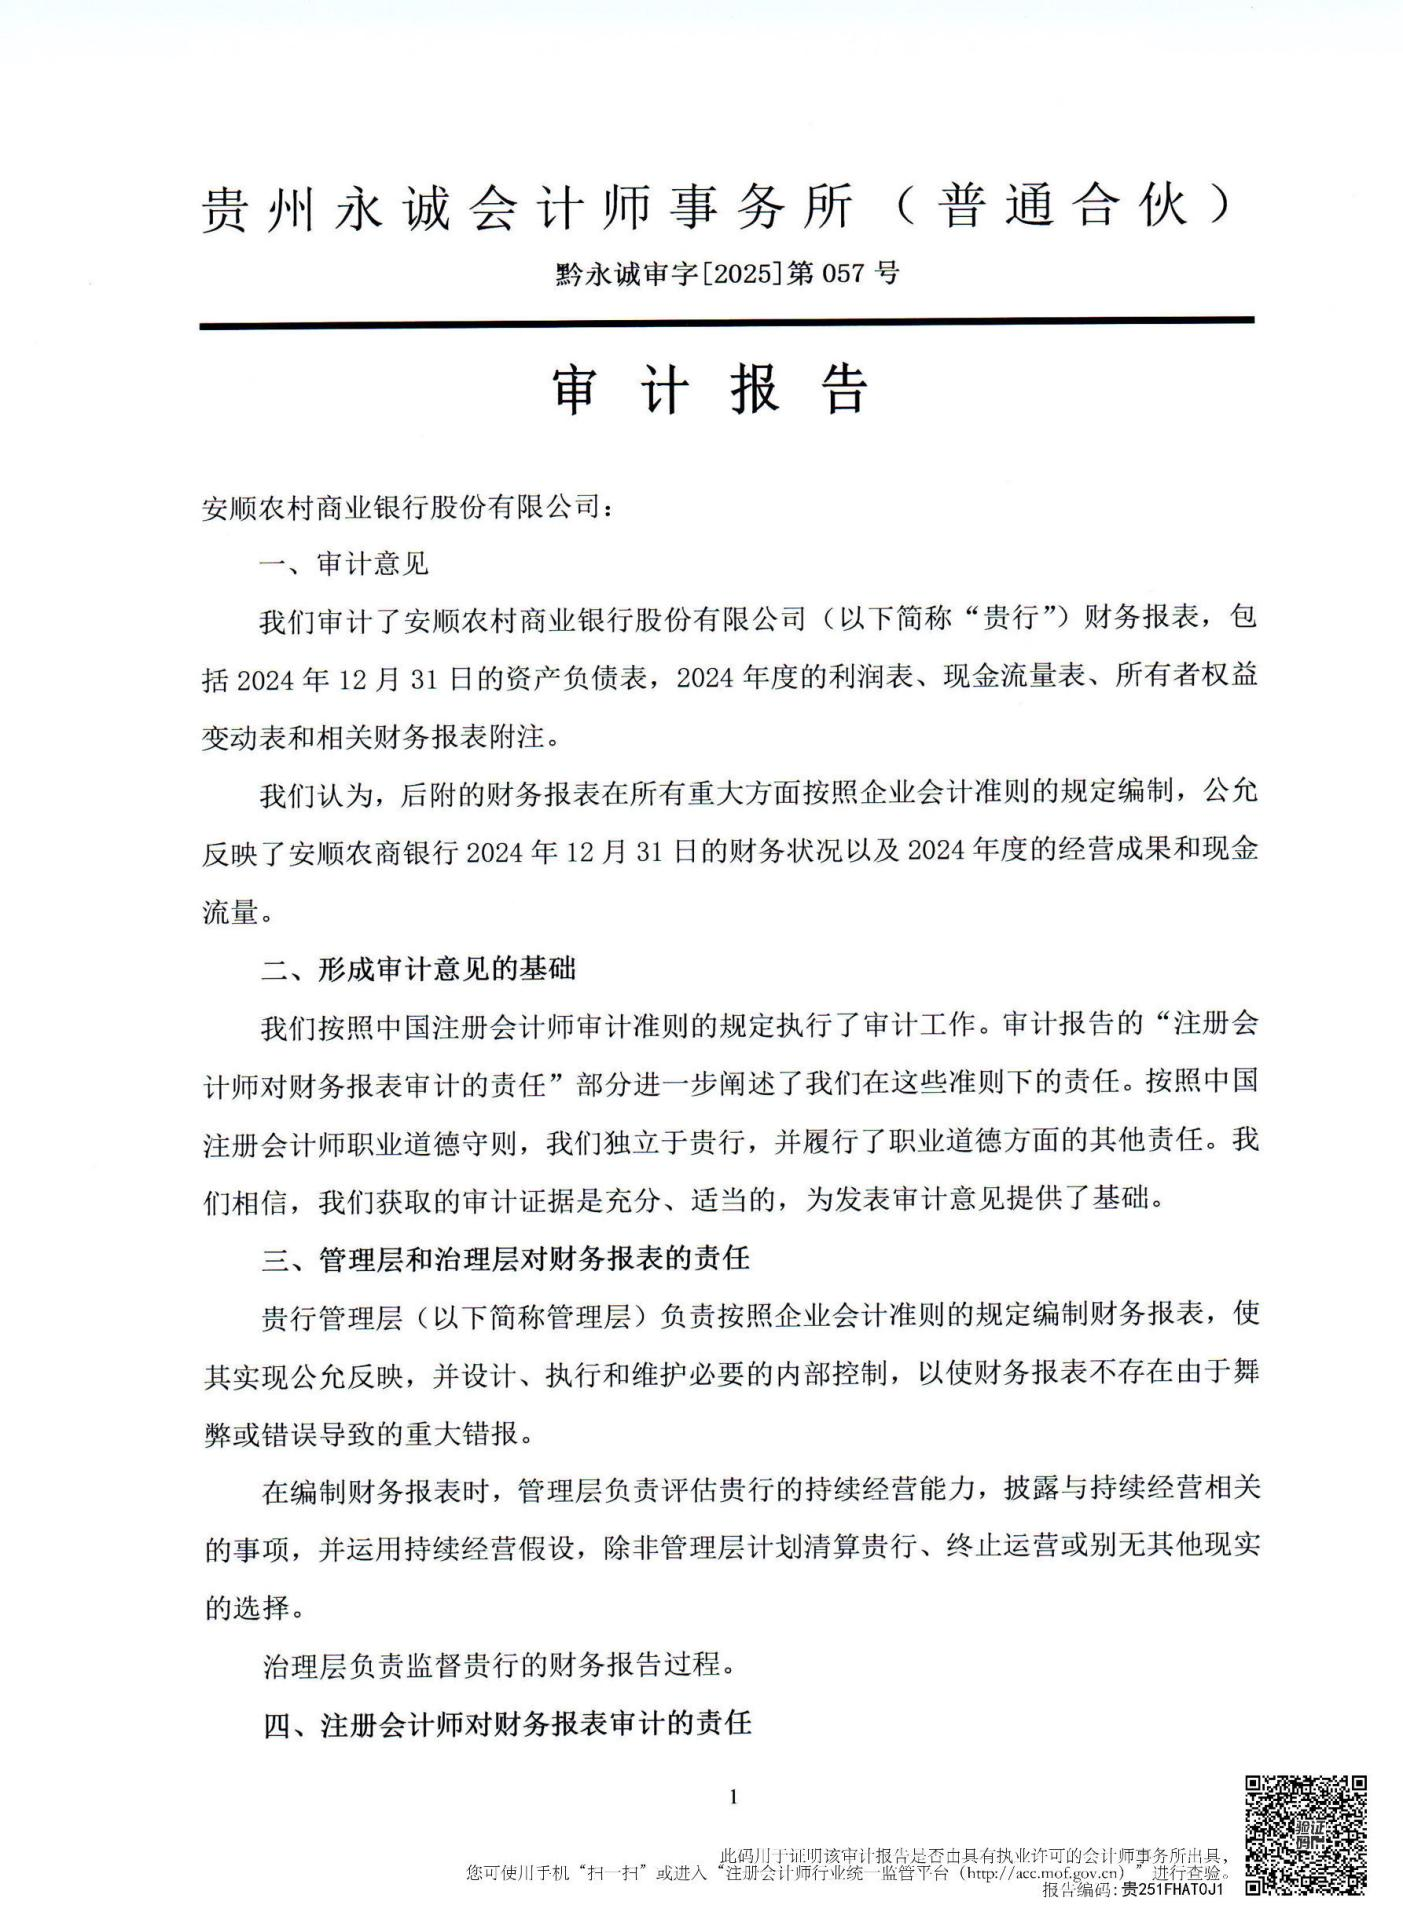 贵州永诚会计师事务所（普通合伙）
黔永诚审字[2025]第 057 号
审 计 报 告
安顺农村商业银行股份有限公司：
一、审计意见
我们审计了安顺农村商业银行股份有限公司（以下简称“贵行”）财务报表，包
括 2024 年 12 月 31 日的资产负债表，2024 年度的利润表、现金流量表、所有者权益
变动表和相关财务报表附注。
我们认为，后附的财务报表在所有重大方面按照企业会计准则的规定编制，公允
反映了安顺农商银行 2024 年 12 月 31 日的财务状况以及 2024 年度的经营成果和现金
流量。
二、形成审计意见的基础
我们按照中国注册会计师审计准则的规定执行了审计工作。审计报告的“注册会
计师对财务报表审计的责任”部分进一步阐述了我们在这些准则下的责任。按照中国
注册会计师职业道德守则，我们独立于贵行，并履行了职业道德方面的其他责任。我
们相信，我们获取的审计证据是充分、适当的，为发表审计意见提供了基础。
三、管理层和治理层对财务报表的责任
贵行管理层（以下简称管理层）负责按照企业会计准则的规定编制财务报表，使
其实现公允反映，并设计、执行和维护必要的内部控制，以使财务报表不存在由于舞
弊或错误导致的重大错报。
在编制财务报表时，管理层负责评估贵行的持续经营能力，披露与持续经营相关
的事项，并运用持续经营假设，除非管理层计划清算贵行、终止运营或别无其他现实
的选择。
治理层负责监督贵行的财务报告过程。
四、注册会计师对财务报表审计的责任
1
验证码
此码用于证明该审计报告是否由具有执业许可的会计师事务所出具，
您可使用手机“扫一扫”或进入“注册会计师行业统一监管平台（http://acc.mof.gov.cn）”进行查验。
报告编码：贵251FHAT0J1